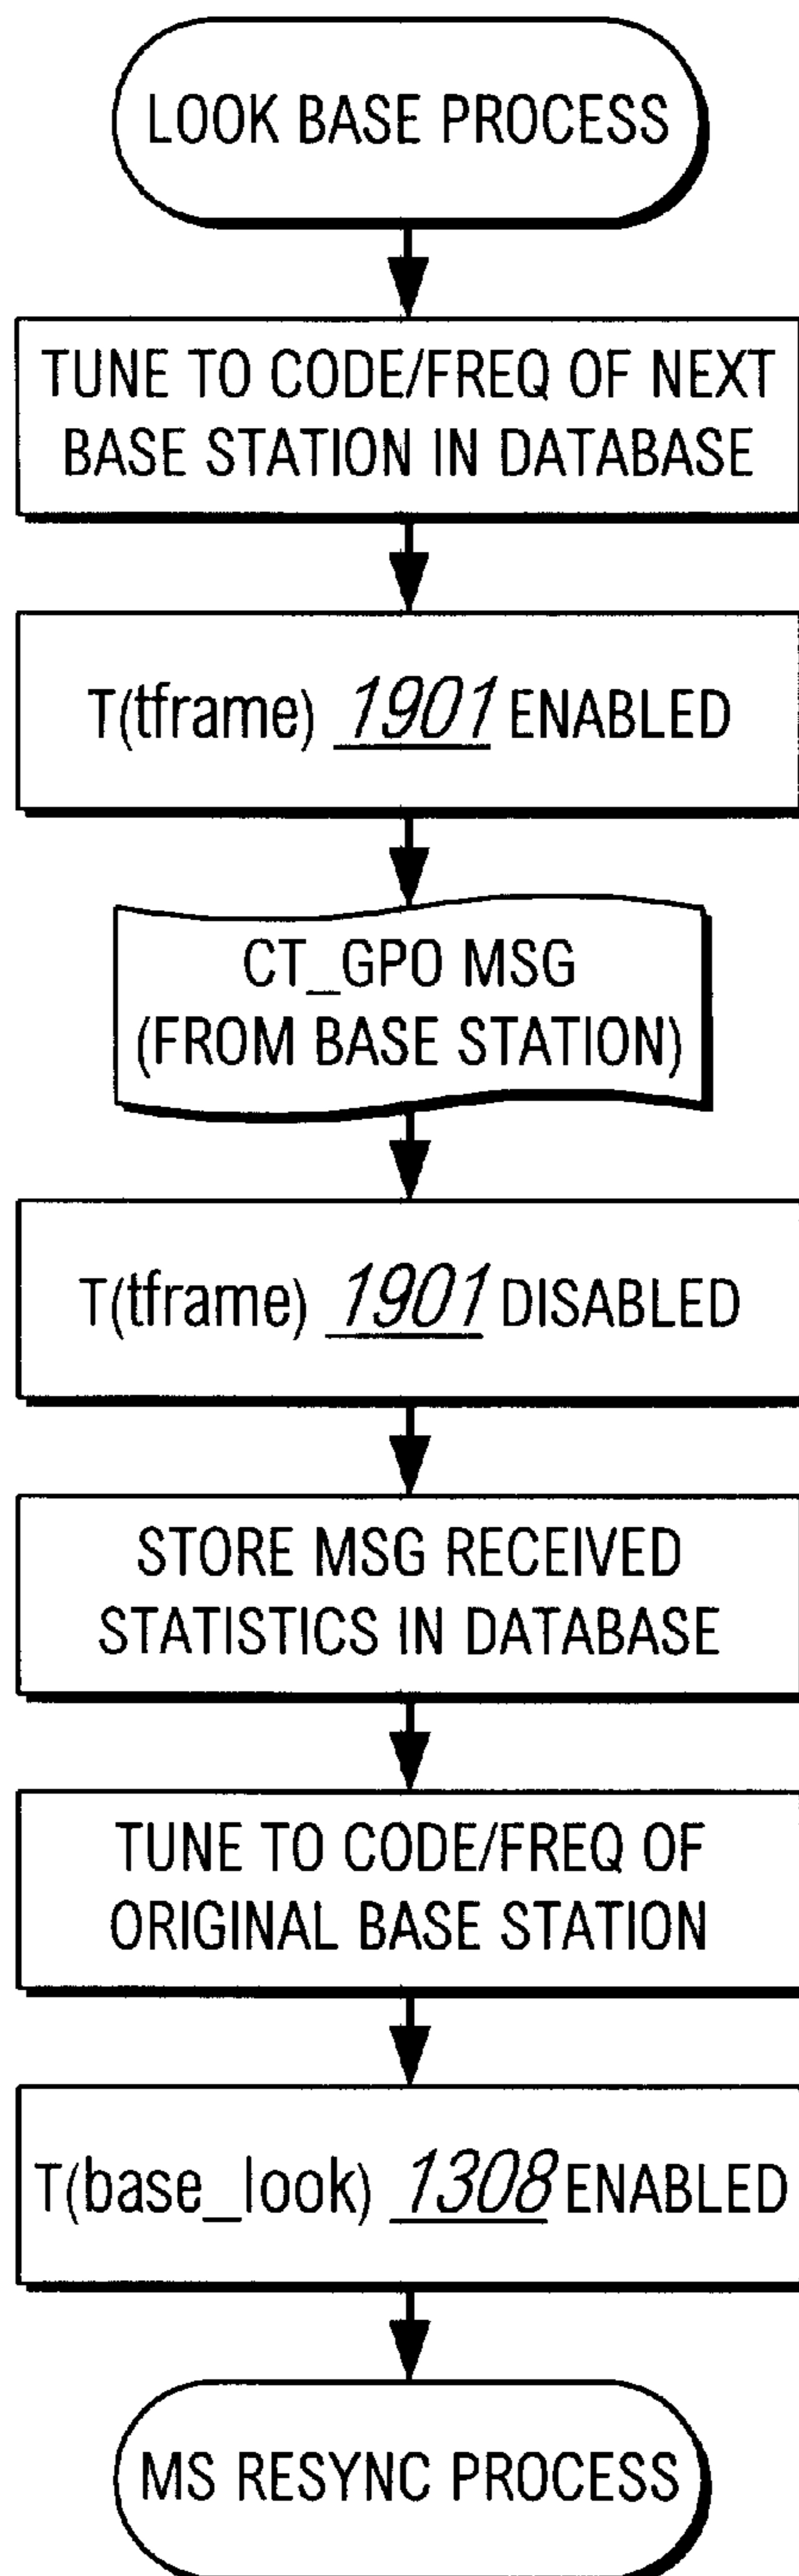 LOOK BASE PROCESS
TUNE TO CODE/FREQ OF NEXT
BASE STATION IN DATABASE
T(tframe) 1901 ENABLED
CT_GPO MSG
(FROM BASE STATION)
T(tframe) 1901 DISABLED
STORE MSG RECEIVED
STATISTICS IN DATABASE
TUNE TO CODE/FREQ OF
ORIGINAL BASE STATION
T(base_look) 1308 ENABLED
MS RESYNC PROCESS